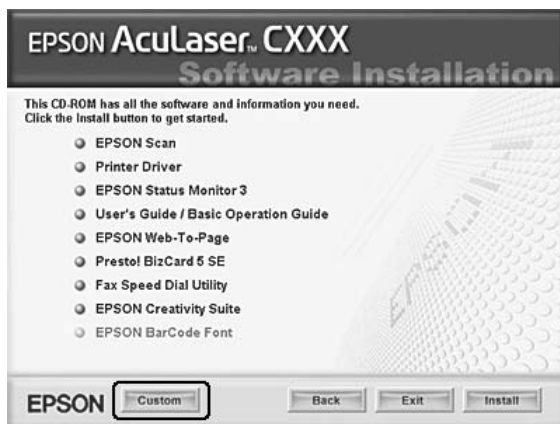 EPSON AcuLaser™ CXXX
Software Installation
This CD-ROM has all the software and information you need.
Click the Install button to get started.
EPSON Scan
Printer Driver
EPSON Status Monitor 3
User's Guide / Basic Operation Guide
EPSON Web-To-Page
Presto! BizCard 5 SE
Fax Speed Dial Utility
EPSON Creativity Suite
EPSON BarCode Font
EPSON
EPSON Custom Back Exit Install